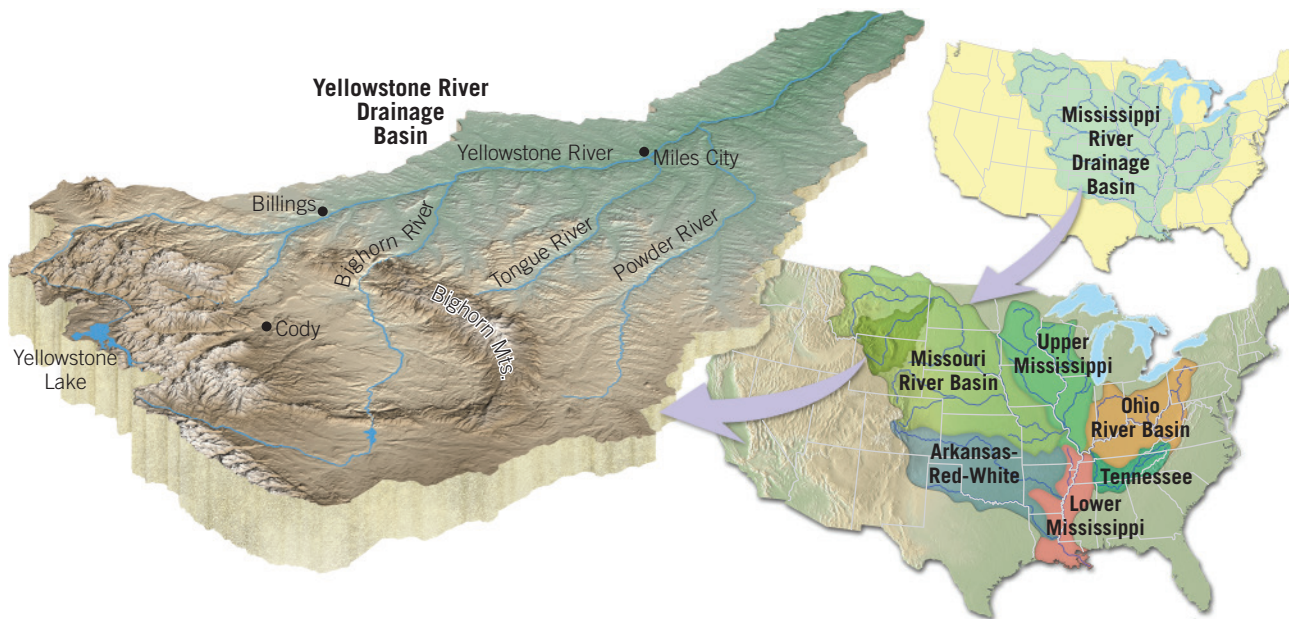 Yellowstone River
Drainage
Basin
Yellowstone River
Miles City
Billings
Bighorn River
Tongue River
Powder River
Bighorn Mts.
Cody
Yellowstone
Lake
Mississippi
River
Drainage
Basin
Missouri
River Basin
Upper
Mississippi
Ohio
River Basin
Arkansas-
Red-White
Tennessee
Lower
Mississippi